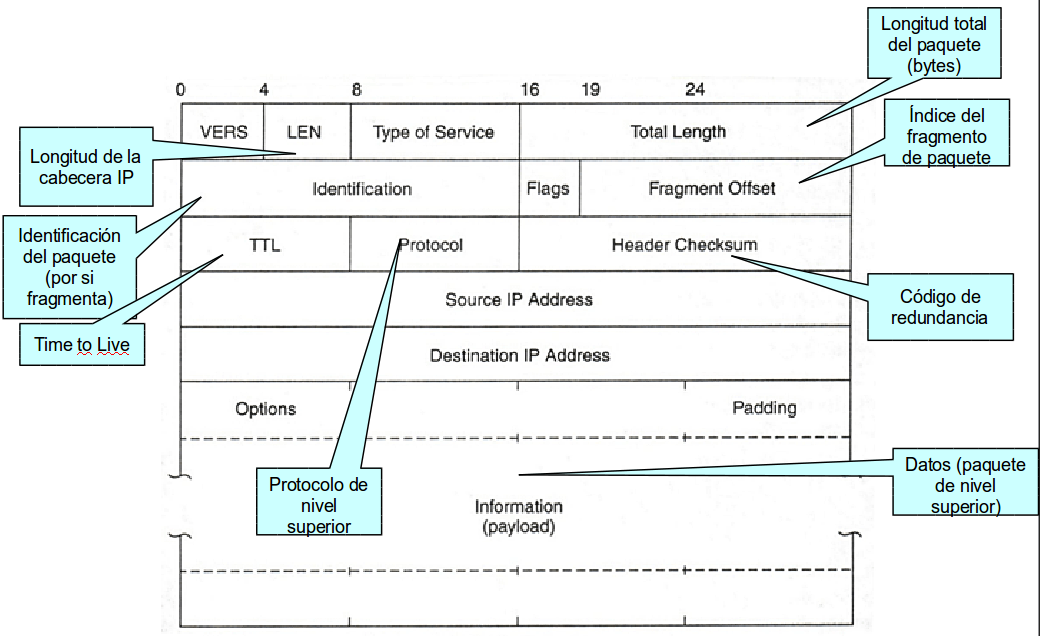 Longitud total
del paquete
(bytes)
0 4 8 16 19 24
VERS LEN Type of Service Total Length
Índice del
fragmento
de paquete
Longitud de la
cabecera IP
Identification Flags Fragment Offset
Identificación
del paquete
(por si
fragmenta)
TTL Protocol Header Checksum
Código de
redundancia
Source IP Address
Time to Live
Destination IP Address
Options Padding
Protocolo de
nivel
superior
Datos (paquete
de nivel
superior)
Information
(payload)